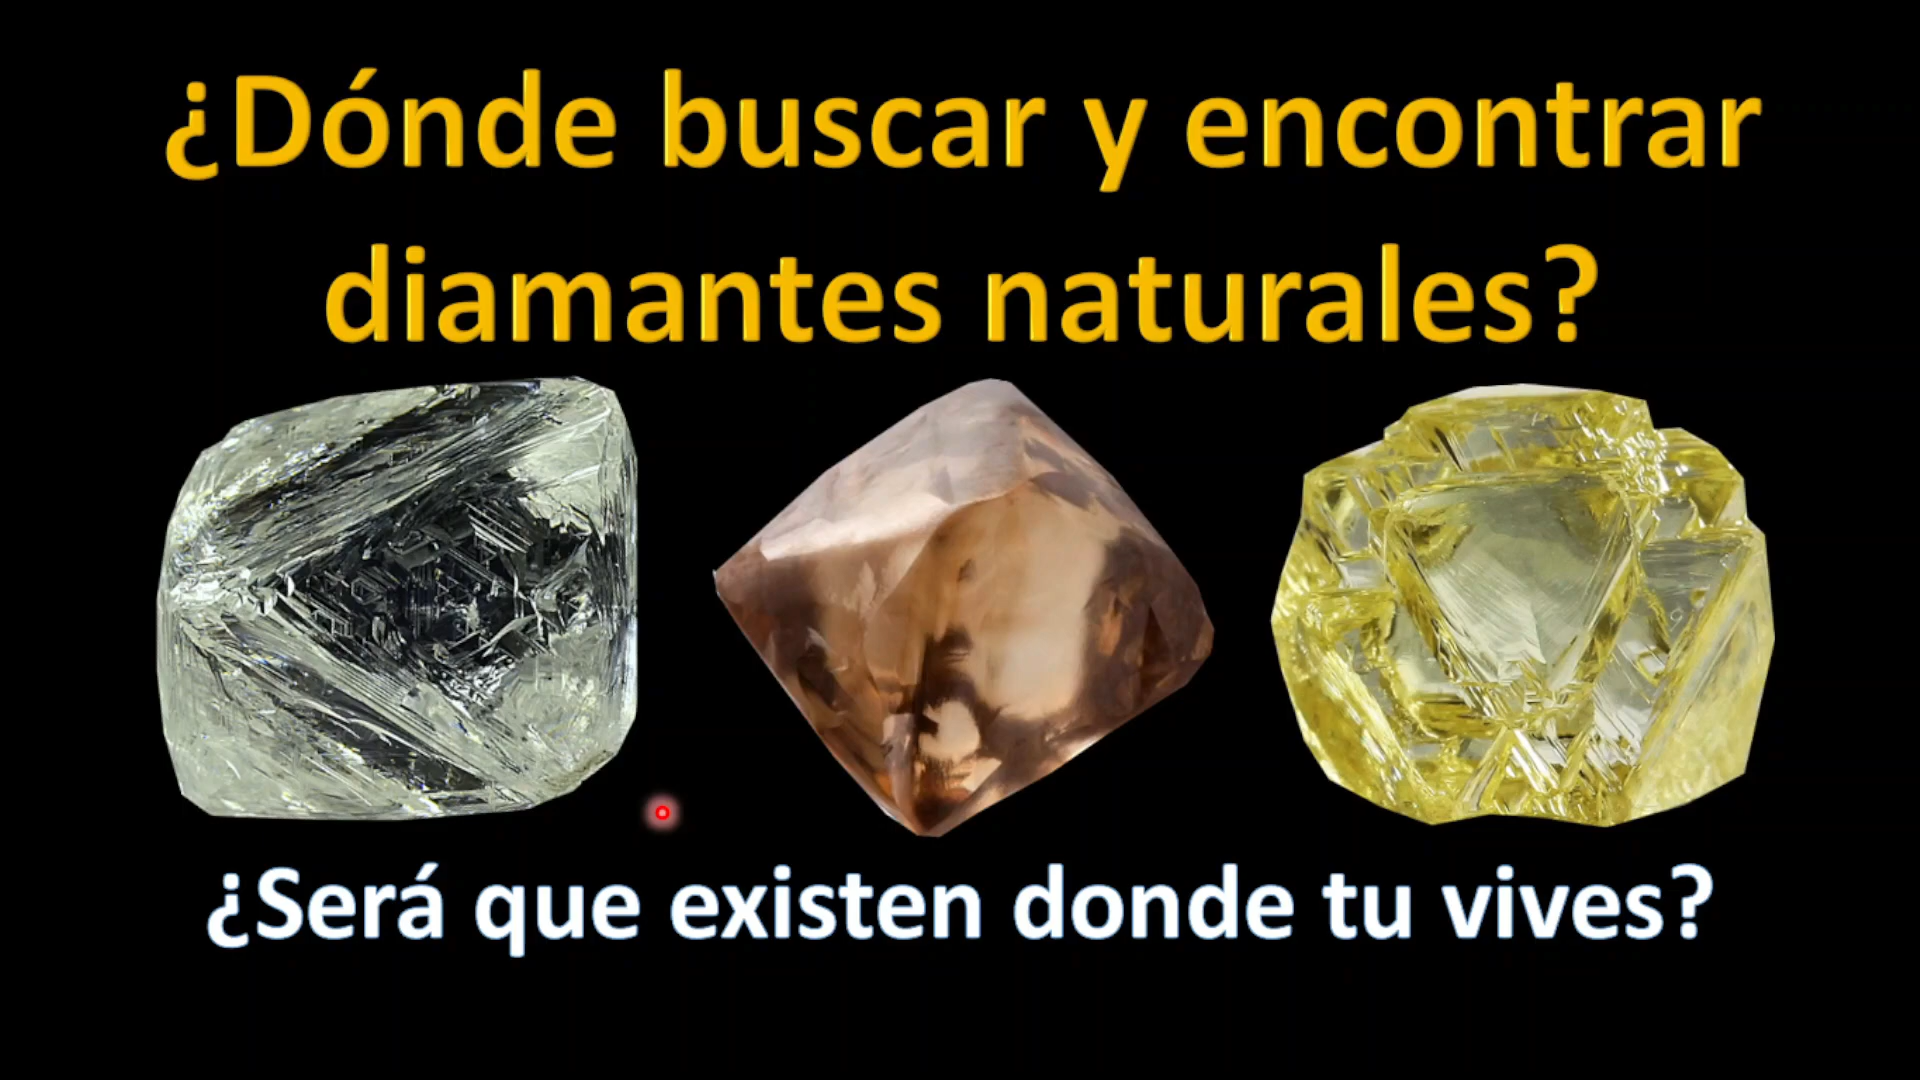 ¿Dónde buscar y encontrar
diamantes naturales?
¿Será que existen donde tu vives?